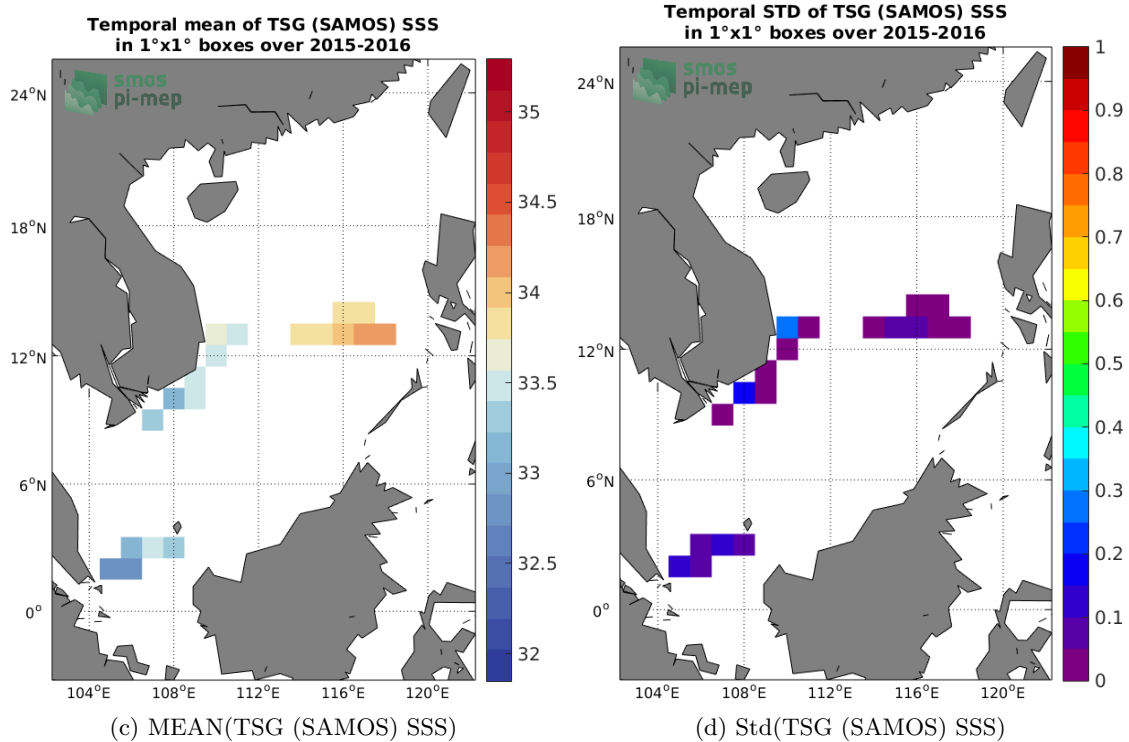 Temporal mean of TSG (SAMOS) SSS
in 1°x1° boxes over 2015-2016
smos
pi-mep
24°N
18°N
12°N
6°N
0°
104°E
108°E
112°E
116°E
120°E
35
34.5
34
33.5
33
32.5
32
(c) MEAN(TSG (SAMOS) SSS)
Temporal STD of TSG (SAMOS) SSS
in 1°x1° boxes over 2015-2016
smos
pi-mep
24°N
18°N
12°N
6°N
0°
104°E
108°E
112°E
116°E
120°E
1
0.9
0.8
0.7
0.6
0.5
0.4
0.3
0.2
0.1
0
(d) Std(TSG (SAMOS) SSS)